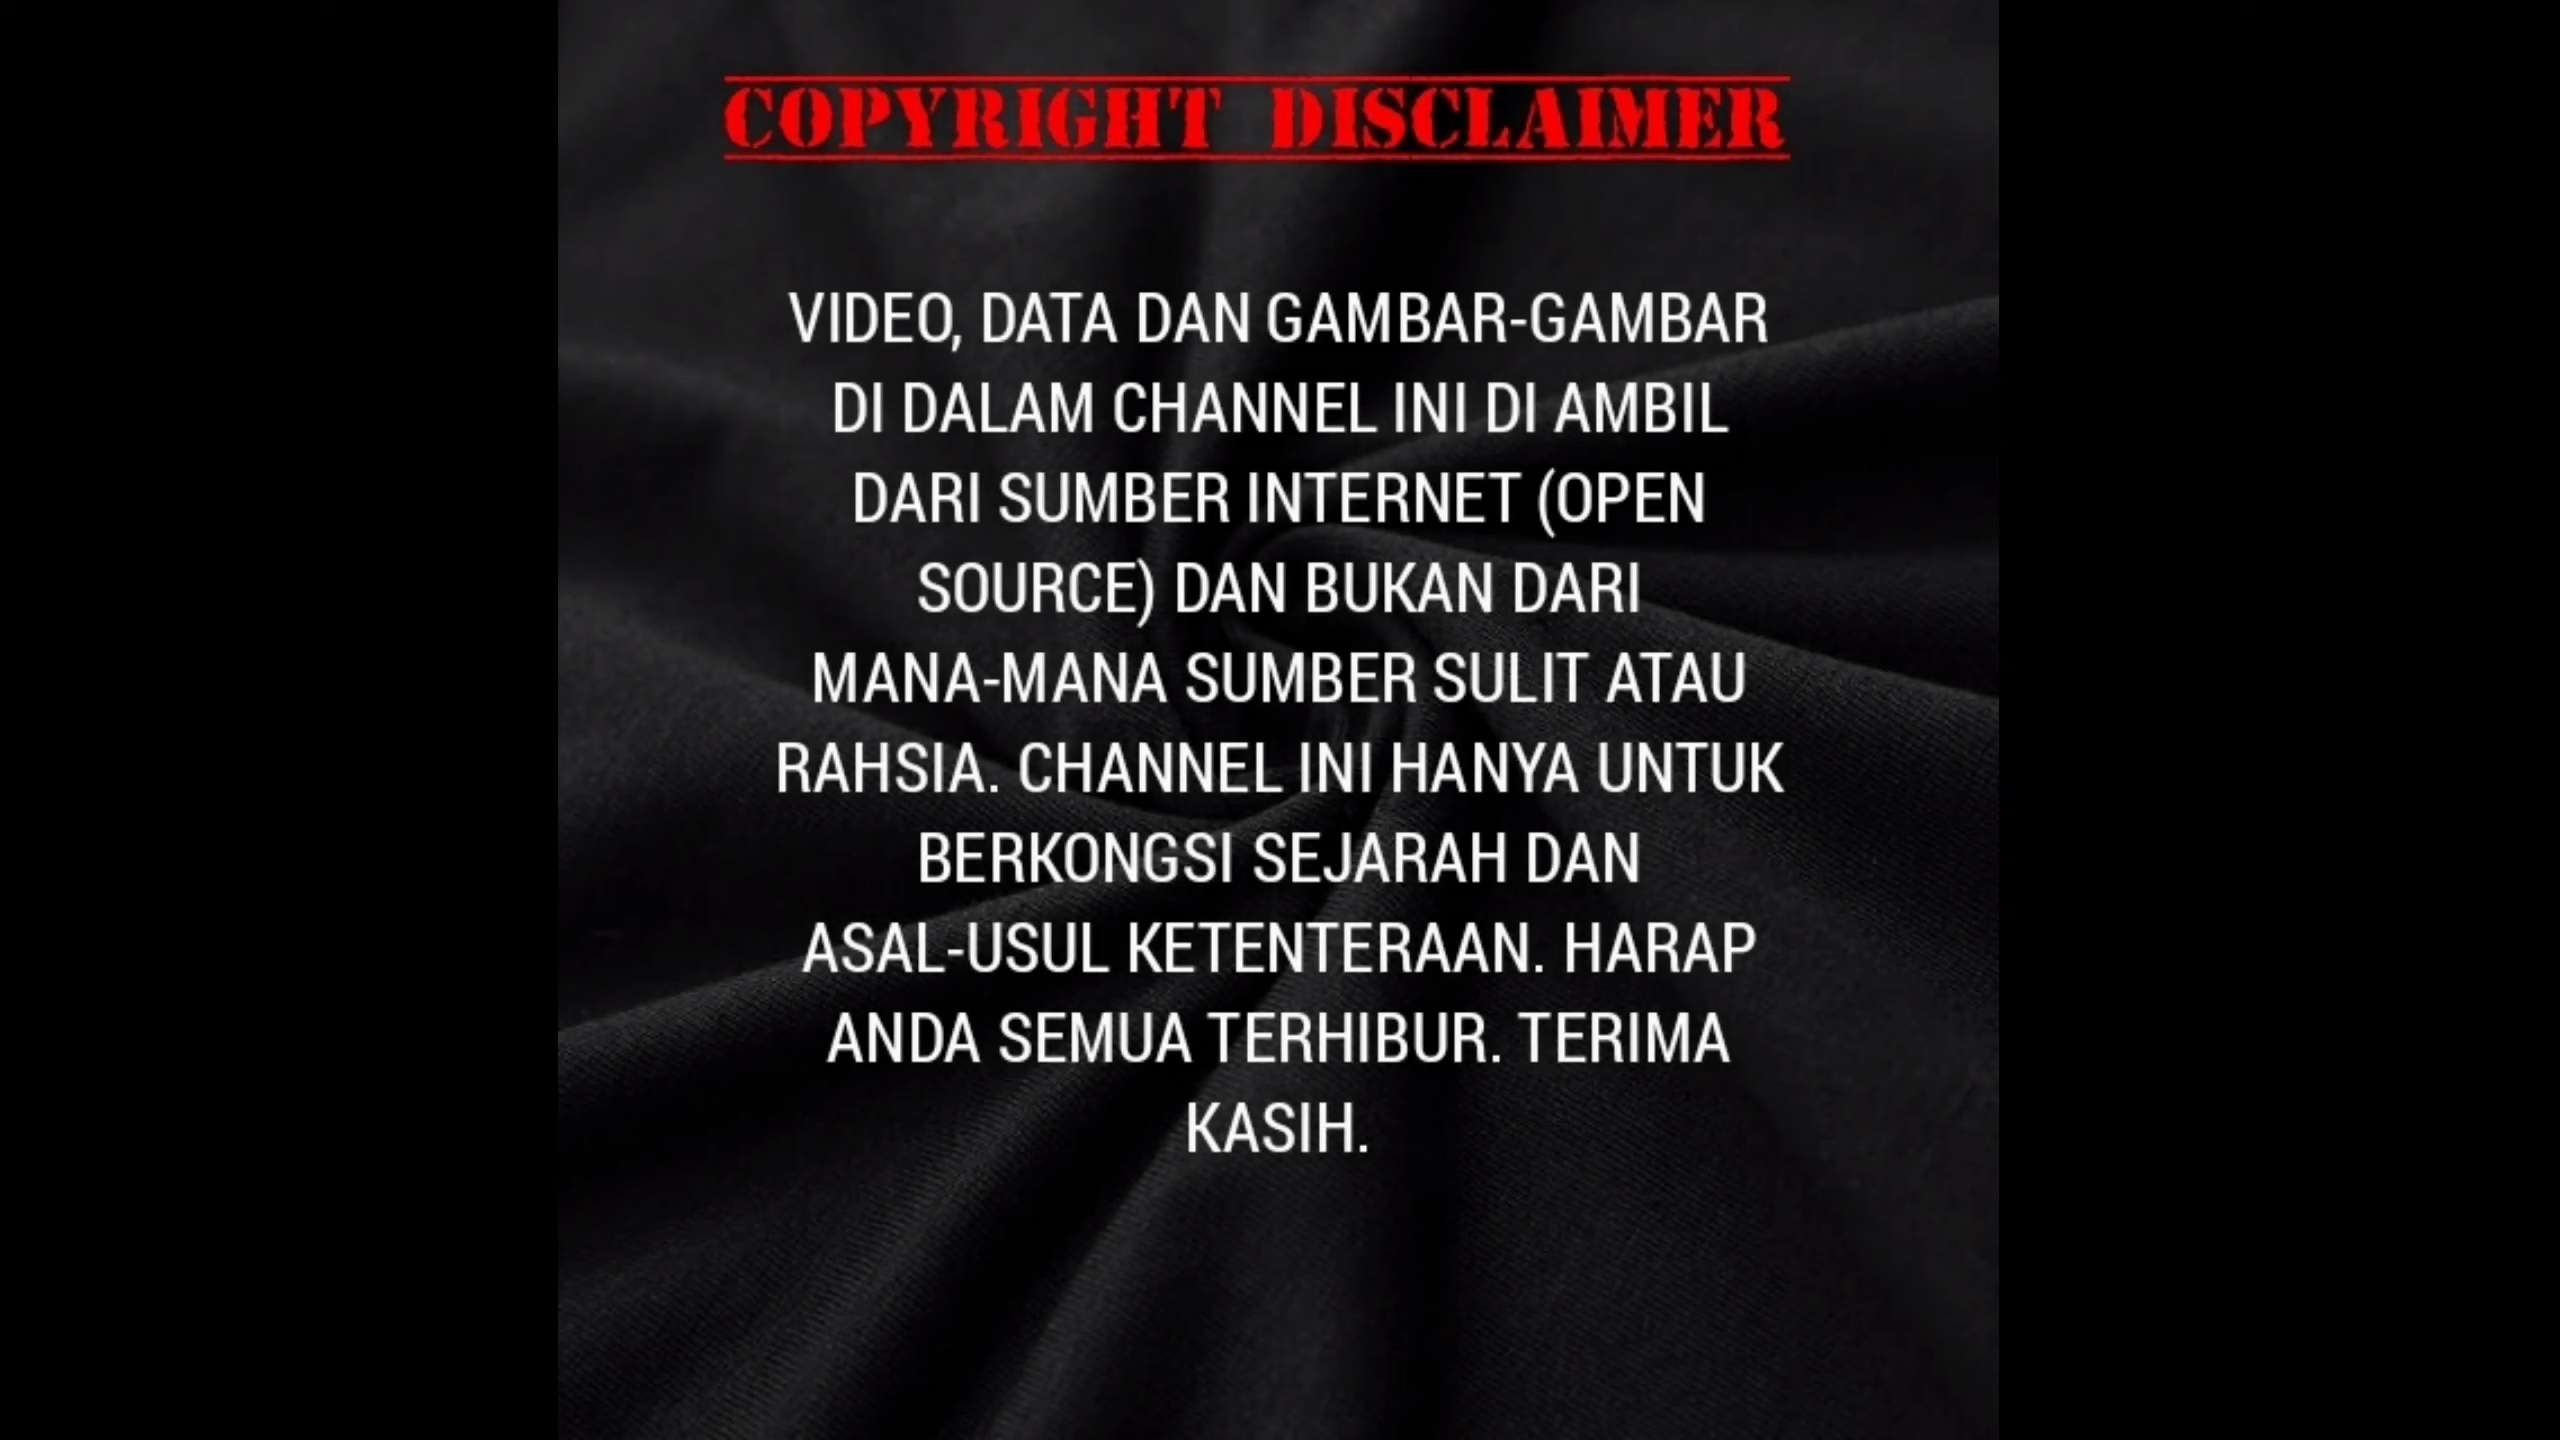 COPYRIGHT DISCLAIMER
VIDEO, DATA DAN GAMBAR-GAMBAR
DI DALAM CHANNEL INI DI AMBIL
DARI SUMBER INTERNET (OPEN
SOURCE) DAN BUKAN DARI
MANA-MANA SUMBER SULIT ATAU
RAHSIA. CHANNEL INI HANYA UNTUK
BERKONGSI SEJARAH DAN
ASAL-USUL KETENTERAAN. HARAP
ANDA SEMUA TERHIBUR. TERIMA
KASIH.